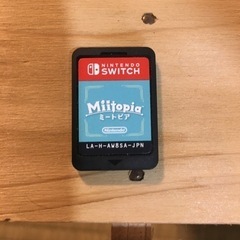 NINTENDO
SWITCH
Miitopia
ミートピア
Nintendo
LA-H-AW8SA-JPN